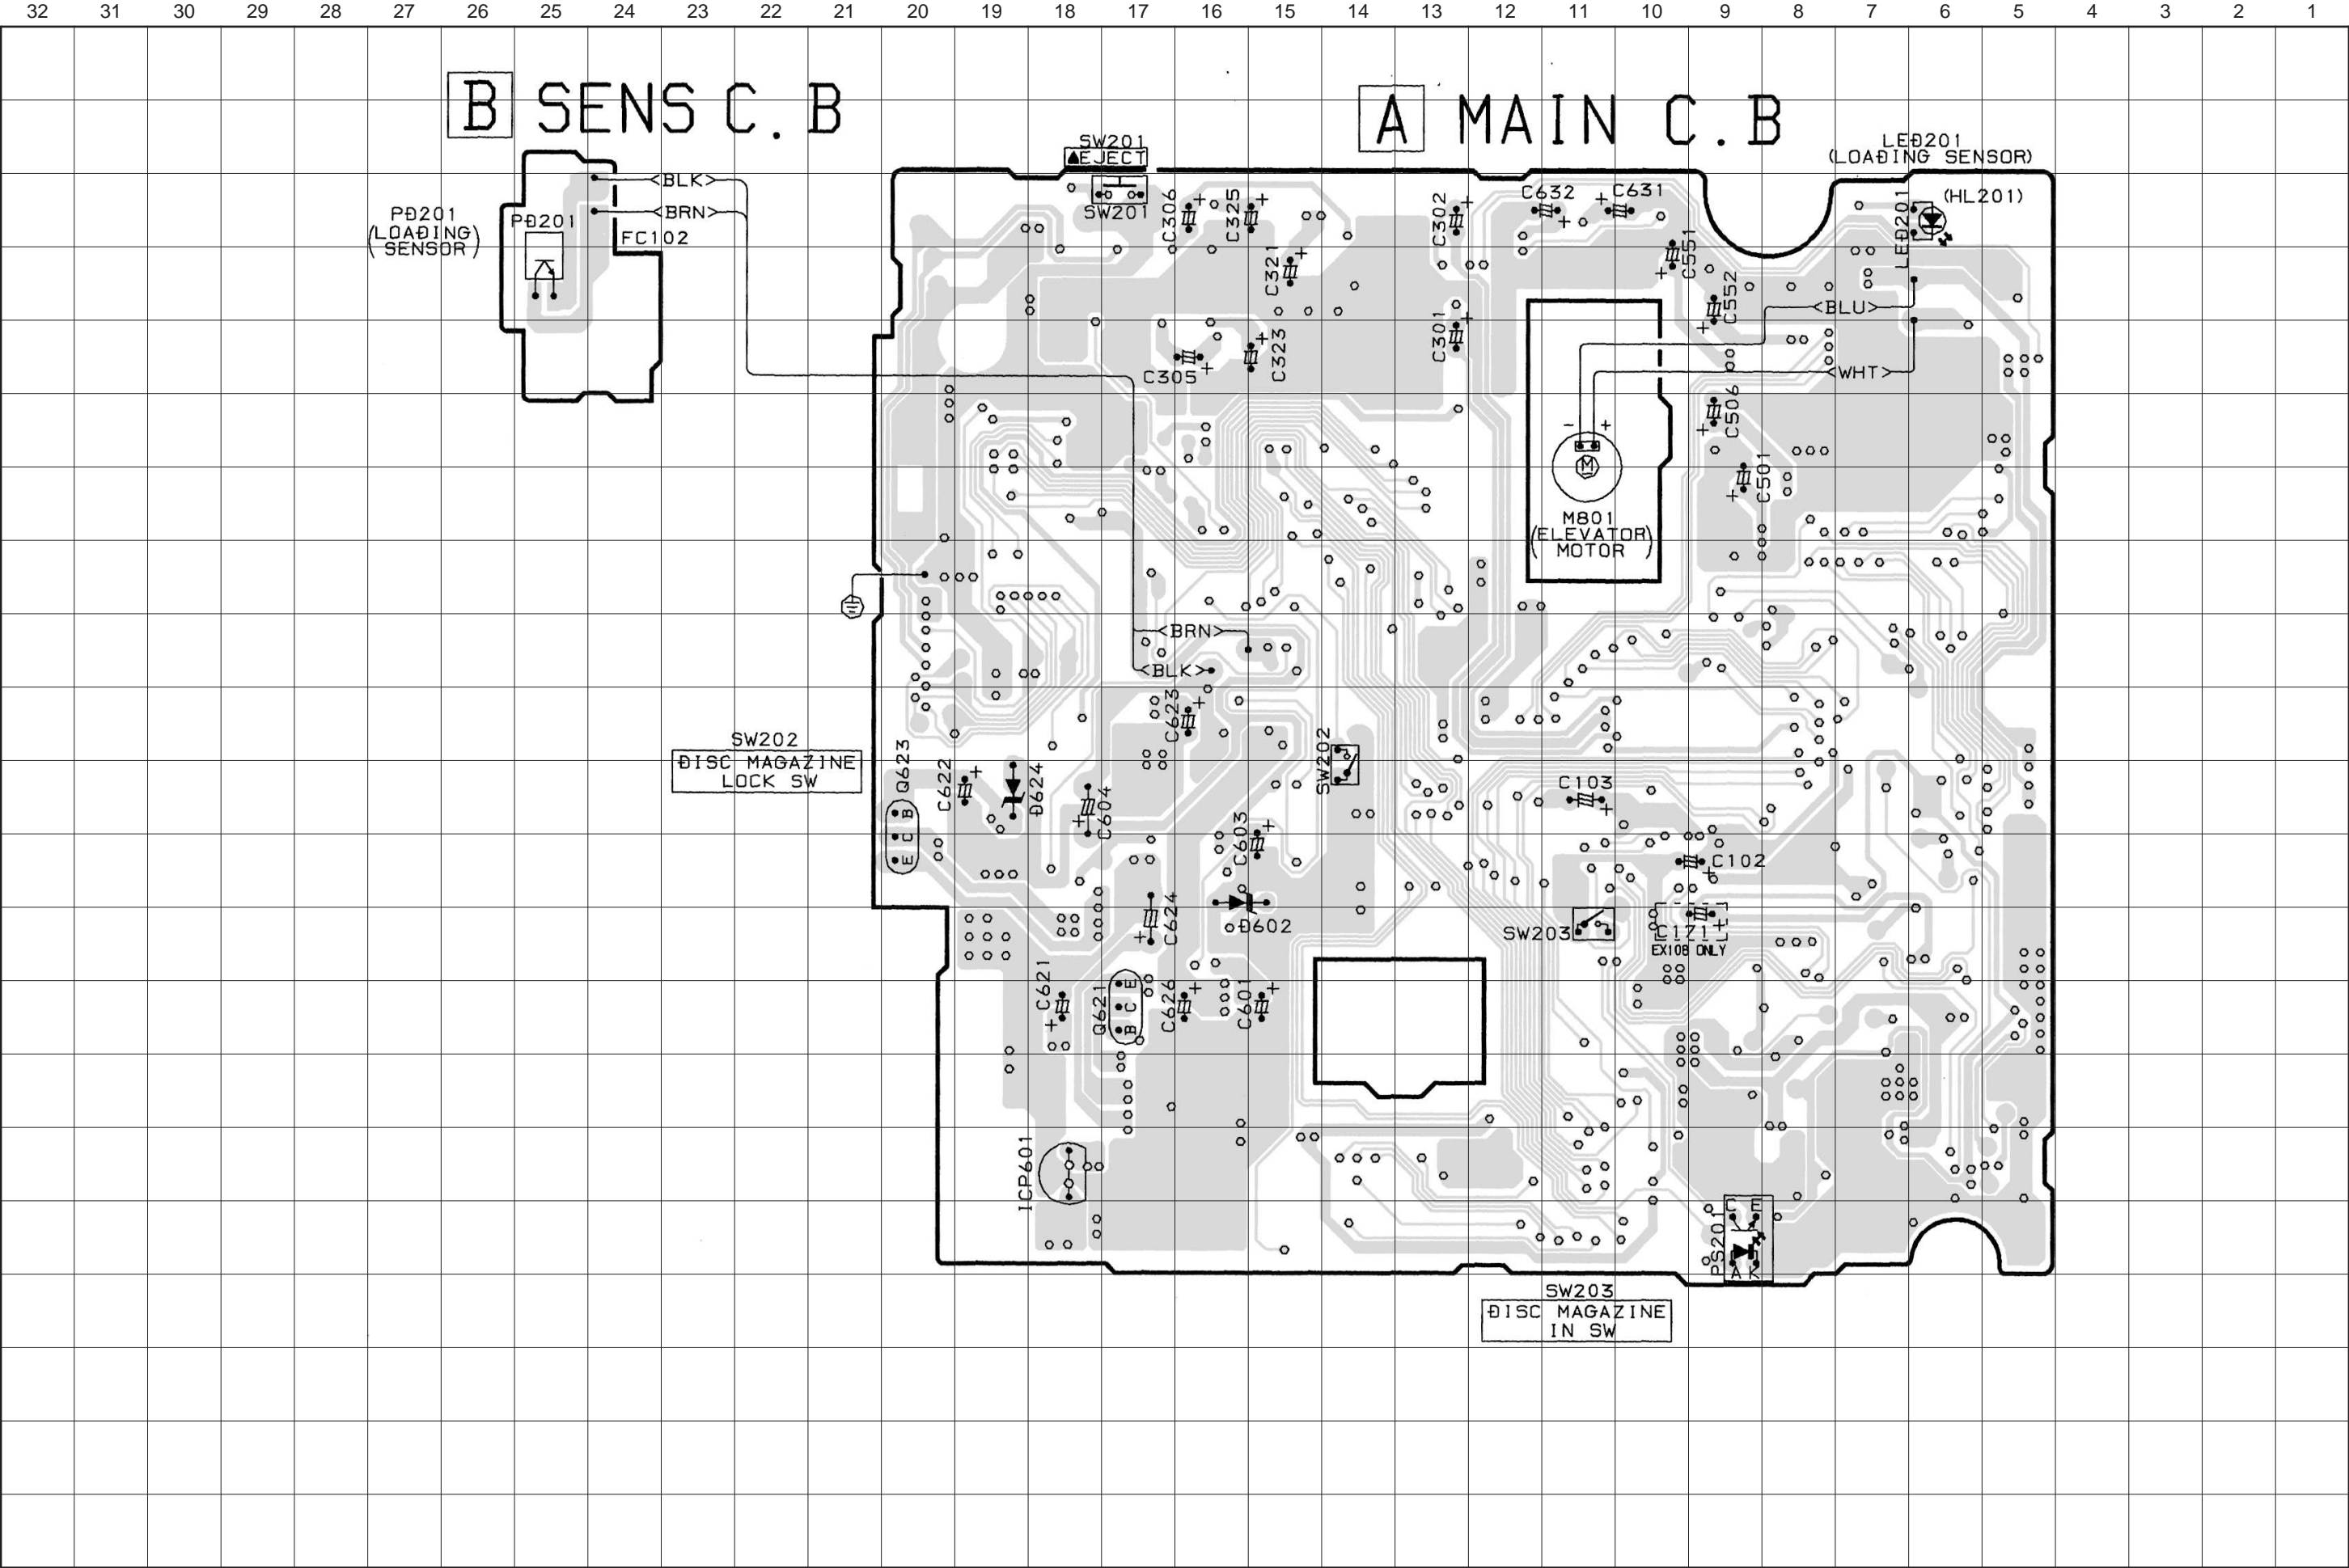 32 31 30 29 28 27 26 25 24 23 22 21 20 19 18 17 16 15 14 13 12 11 10 9 8 7 6 5 4 3 2 1
B SENS C.B
A MAIN C.B
SW201
▲EJECT
SW201
LED201
(LOADING SENSOR)
(HL201)
LED201
PD201
(LOADING
SENSOR)
PD201
FC102
<BLK>
<BRN>
C306
C325
C302
C632
C631
C321
C551
C552
<BLU>
C301
C305
C323
<WHT>
C506
- +
M
C501
M801
(ELEVATOR
MOTOR)
<BRN>
<BLK>
C623
SW202
DISC MAGAZINE
LOCK SW
Q623
B
C
E
C622
D624
C604
SW202
C103
C603
C102
C624
D602
SW203
C171
EX10B ONLY
C621
Q621
E
C
B
C626
C601
ICP601
PS201
C E
A K
SW203
DISC MAGAZINE
IN SW